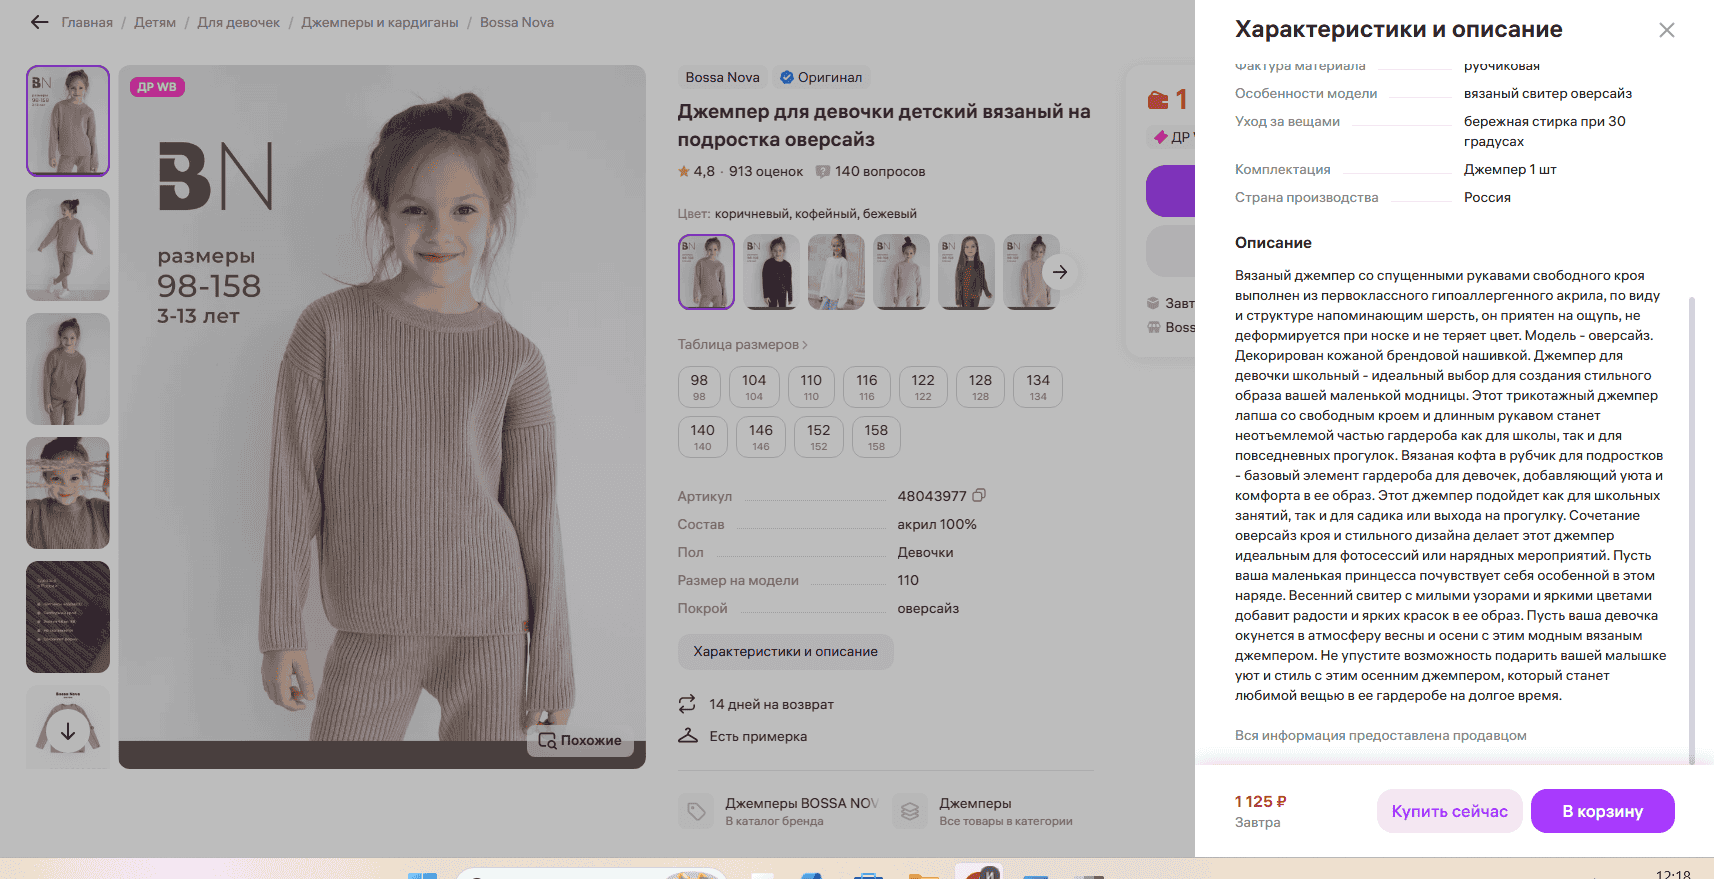 Главная / Детям / Для девочек / Джемперы и кардиганы / Bossa Nova
ДР WB
BN
размеры
98-158
3-13 лет
Похожие
Bossa Nova
Оригинал
Джемпер для девочки детский вязаный на
подростка оверсайз
4,8 · 913 оценок
140 вопросов
Цвет: коричневый, кофейный, бежевый
Таблица размеров
98 104 110 116 122 128 134
98 104 110 116 122 128 134
140 146 152 158
140 146 152 158
Артикул 48043977
Состав акрил 100%
Пол Девочки
Размер на модели 110
Покрой оверсайз
Характеристики и описание
14 дней на возврат
Есть примерка
Джемперы BOSSA NOV
В каталог бренда
Джемперы
Все товары в категории
1
ДР
Завт
Boss
Характеристики и описание
Фактура материала рубчиковая
Особенности модели вязаный свитер оверсайз
Уход за вещами бережная стирка при 30
градусах
Комплектация Джемпер 1 шт
Страна производства Россия
Описание
Вязаный джемпер со спущенными рукавами свободного кроя
выполнен из первоклассного гипоаллергенного акрила, по виду
и структуре напоминающим шерсть, он приятен на ощупь, не
деформируется при носке и не теряет цвет. Модель - оверсайз.
Декорирован кожаной брендовой нашивкой. Джемпер для
девочки школьный - идеальный выбор для создания стильного
образа вашей маленькой модницы. Этот трикотажный джемпер
лапша со свободным кроем и длинным рукавом станет
неотъемлемой частью гардероба как для школы, так и для
повседневных прогулок. Вязаная кофта в рубчик для подростков
- базовый элемент гардероба для девочек, добавляющий уюта и
комфорта в ее образ. Этот джемпер подойдет как для школьных
занятий, так и для садика или выхода на прогулку. Сочетание
оверсайз кроя и стильного дизайна делает этот джемпер
идеальным для фотосессий или нарядных мероприятий. Пусть
ваша маленькая принцесса почувствует себя особенной в этом
наряде. Весенний свитер с милыми узорами и яркими цветами
добавит радости и ярких красок в ее образ. Пусть ваша девочка
окунется в атмосферу весны и осени с этим модным вязаным
джемпером. Не упустите возможность подарить вашей малышке
уют и стиль с этим осенним джемпером, который станет
любимой вещью в ее гардеробе на долгое время.
Вся информация предоставлена продавцом
1 125 ₽
Завтра
Купить сейчас
В корзину
12:18